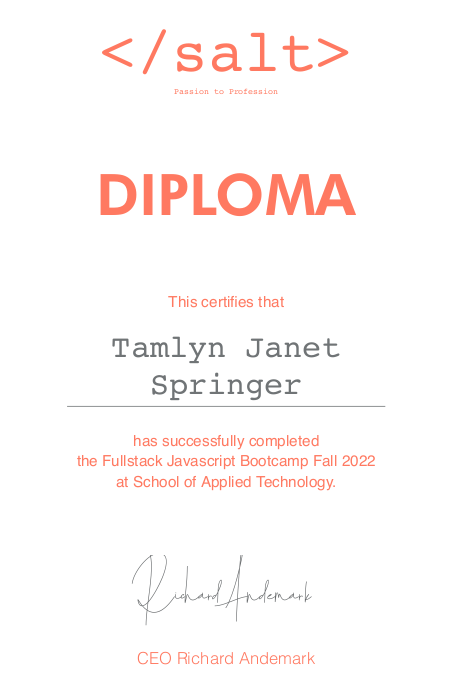 </salt>
Passion to Profession
DIPLOMA
This certifies that
Tamlyn Janet
Springer
has successfully completed
the Fullstack Javascript Bootcamp Fall 2022
at School of Applied Technology.
Richard Andemark
CEO Richard Andemark